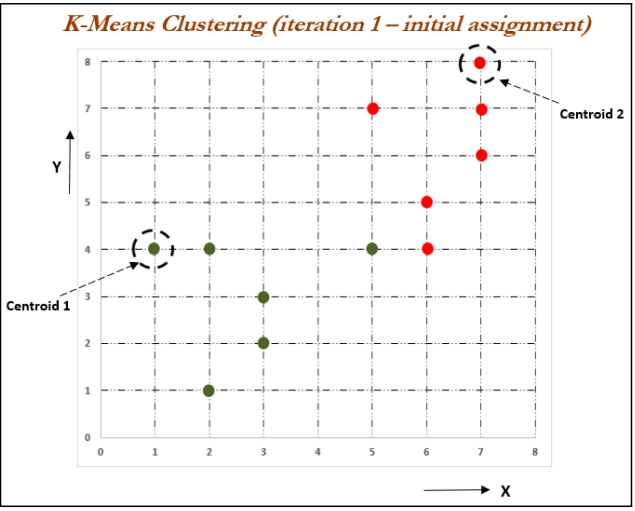 K-Means Clustering (iteration 1 – initial assignment)
8
Centroid 2
7
6
Y
5
4
Centroid 1
3
2
1
0
0 1 2 3 4 5 6 7 8
X